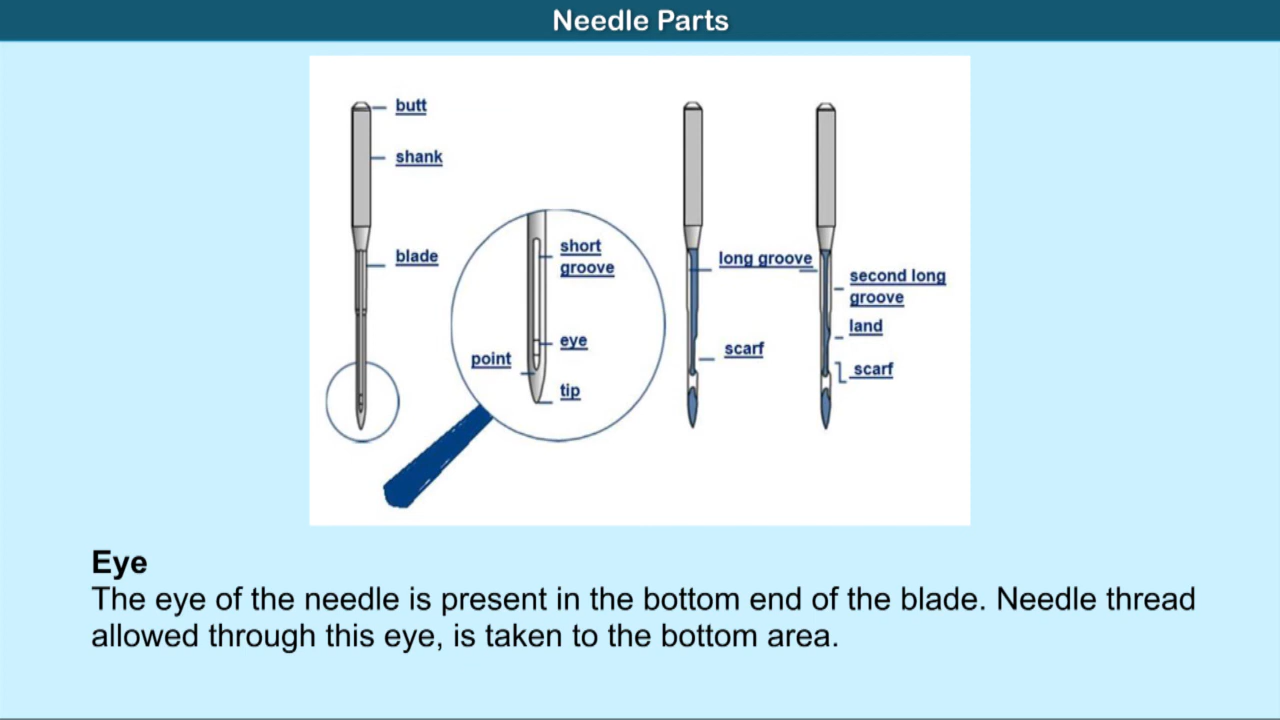 Needle Parts
butt
shank
blade
short
groove
eye
point
tip
long groove
scarf
second long
groove
land
scarf
Eye
The eye of the needle is present in the bottom end of the blade. Needle thread
allowed through this eye, is taken to the bottom area.